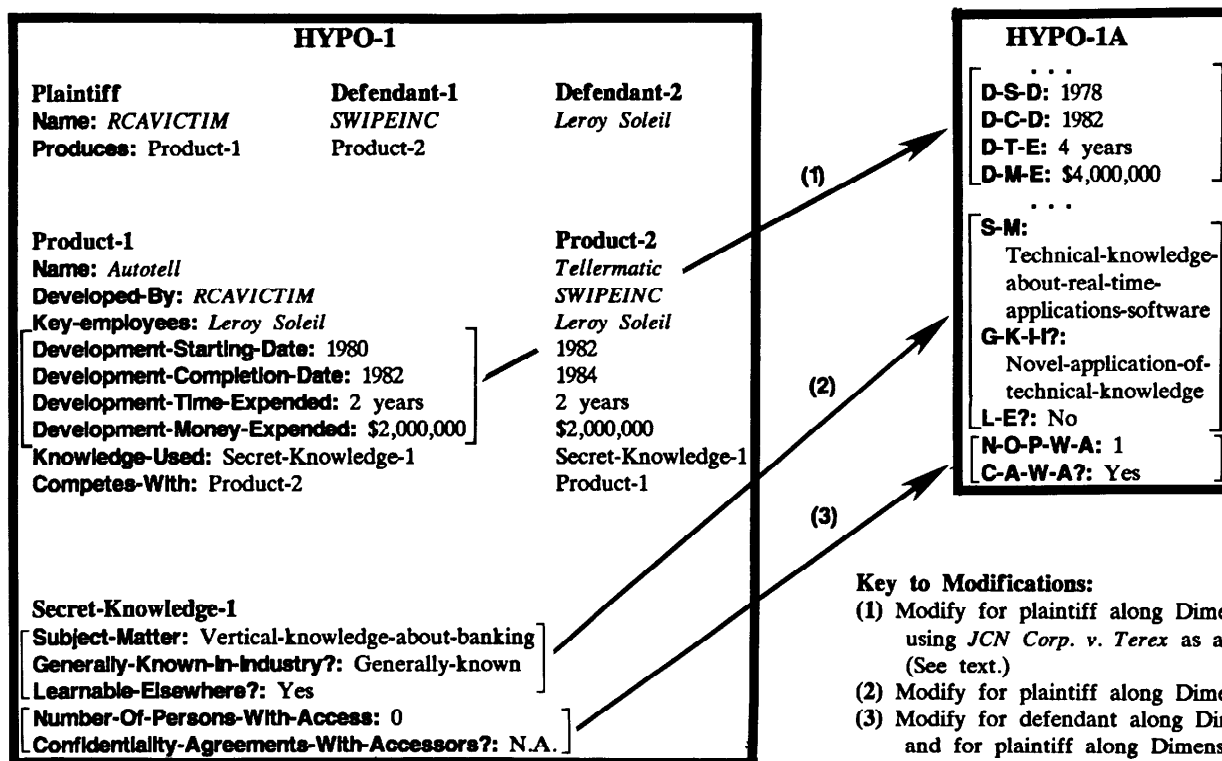 HYPO-1
Plaintiff Defendant-1 Defendant-2
Name: RCAVICTIM SWIPEINC Leroy Soleil
Produces: Product-1 Product-2
Product-1 Product-2
Name: Autotell Tellermatic
Developed-By: RCAVICTIM SWIPEINC
Key-employees: Leroy Soleil Leroy Soleil
Development-Starting-Date: 1980 1982
Development-Completion-Date: 1982 1984
Development-Time-Expended: 2 years 2 years
Development-Money-Expended: $2,000,000 $2,000,000
Knowledge-Used: Secret-Knowledge-1 Secret-Knowledge-1
Competes-With: Product-2 Product-1
Secret-Knowledge-1
Subject-Matter: Vertical-knowledge-about-banking
Generally-Known-In-Industry?: Generally-known
Learnable-Elsewhere?: Yes
Number-Of-Persons-With-Access: 0
Confidentiality-Agreements-With-Accessors?: N.A.
(1)
(2)
(3)
HYPO-1A
. . .
D-S-D: 1978
D-C-D: 1982
D-T-E: 4 years
D-M-E: $4,000,000
. . .
S-M:
Technical-knowledge-
about-real-time-
applications-software
G-K-I-I?:
Novel-application-of-
technical-knowledge
L-E?: No
N-O-P-W-A: 1
C-A-W-A?: Yes
Key to Modifications:
(1) Modify for plaintiff along Dime
using JCN Corp. v. Terex as a
(See text.)
(2) Modify for plaintiff along Dime
(3) Modify for defendant along Di
and for plaintiff along Dimens